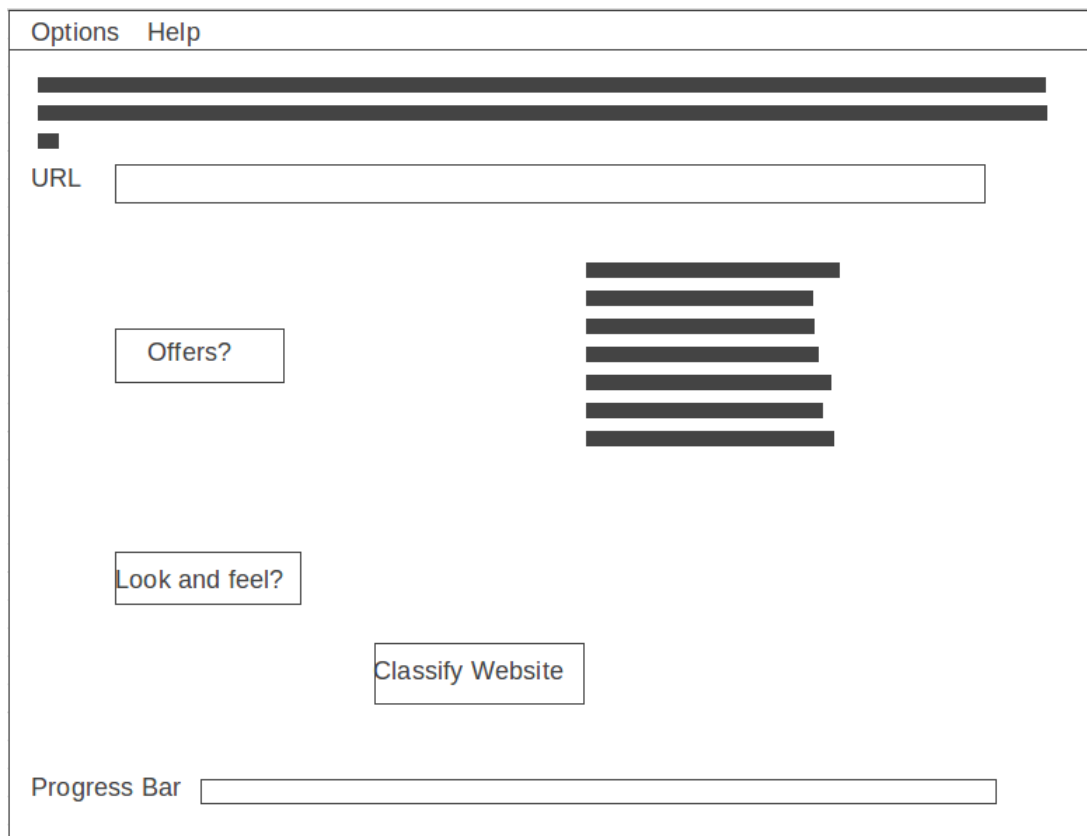 Options Help
URL
Offers?
Look and feel?
Classify Website
Progress Bar